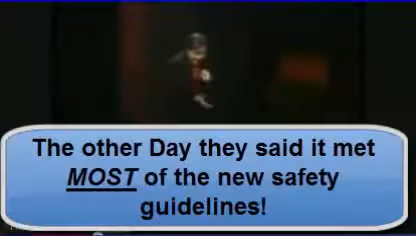 The other Day they said it met
MOST of the new safety
guidelines!